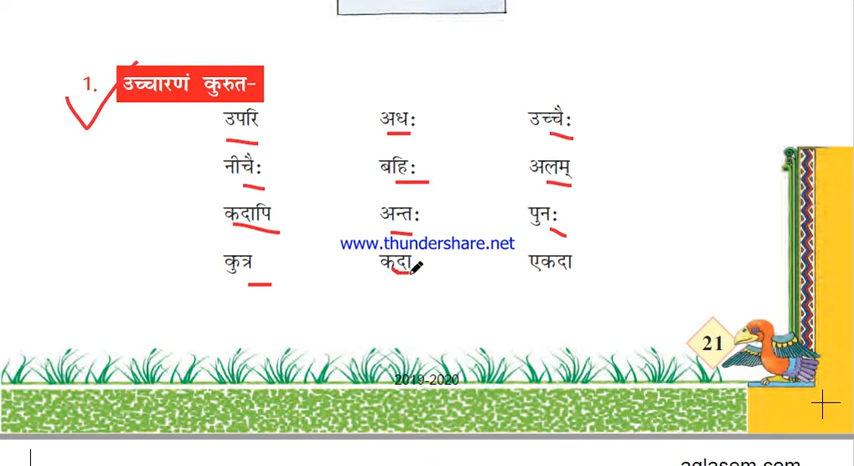 1. उच्चारणं कुरुत-
उपरि अध: उच्चै:
नीचै: बहि: अलम्
कदापि अन्त: पुन:
www.thundershare.net
कुत्र कदा एकदा
21
2019-2020
aglasem.com